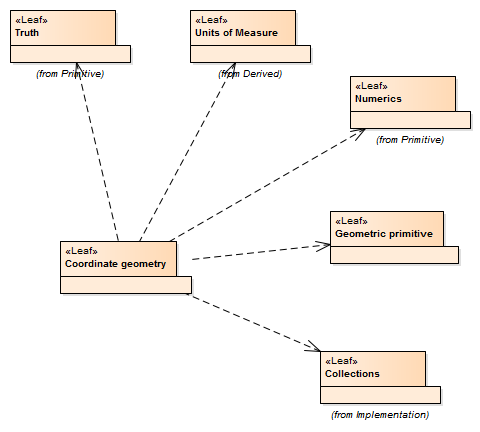 «Leaf»
Truth
(from Primitive)
«Leaf»
Units of Measure
(from Derived)
«Leaf»
Numerics
(from Primitive)
«Leaf»
Geometric primitive
«Leaf»
Coordinate geometry
«Leaf»
Collections
(from Implementation)